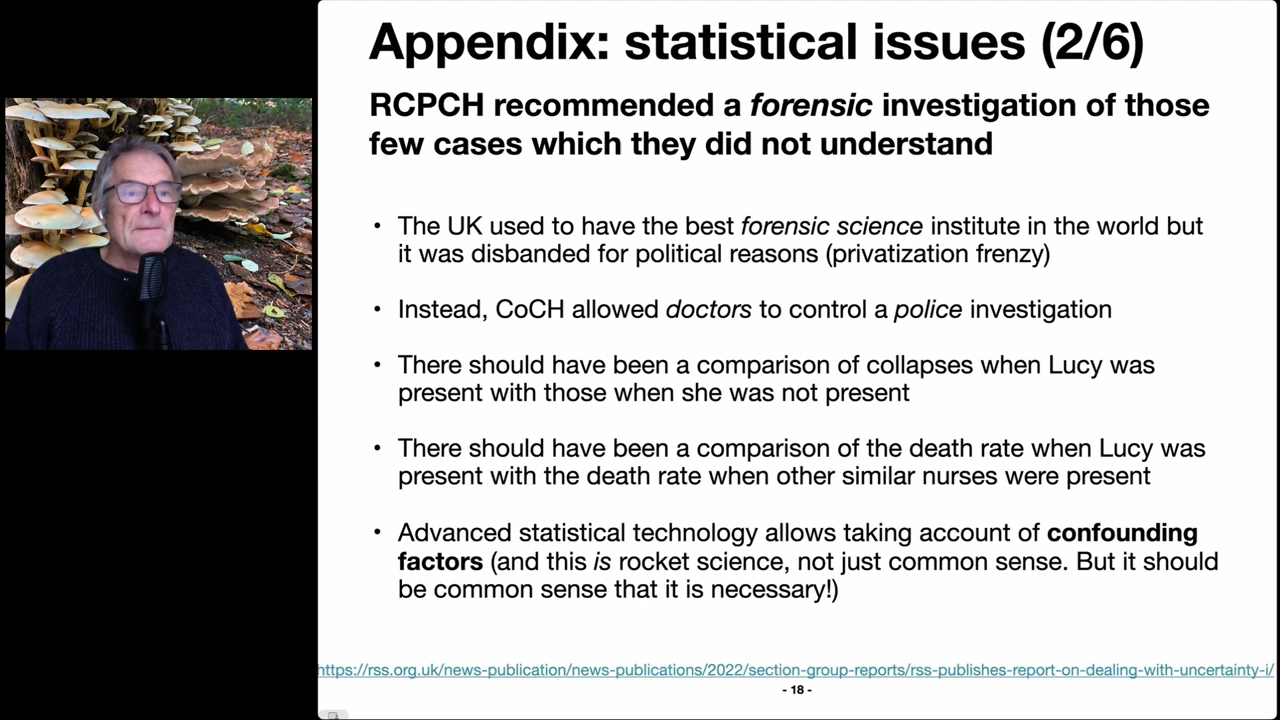 Appendix: statistical issues (2/6)
RCPCH recommended a forensic investigation of those
few cases which they did not understand
• The UK used to have the best forensic science institute in the world but
it was disbanded for political reasons (privatization frenzy)
• Instead, CoCH allowed doctors to control a police investigation
• There should have been a comparison of collapses when Lucy was
present with those when she was not present
• There should have been a comparison of the death rate when Lucy was
present with the death rate when other similar nurses were present
• Advanced statistical technology allows taking account of confounding
factors (and this is rocket science, not just common sense. But it should
be common sense that it is necessary!)
https://rss.org.uk/news-publication/news-publications/2022/section-group-reports/rss-publishes-report-on-dealing-with-uncertainty-i/
- 18 -